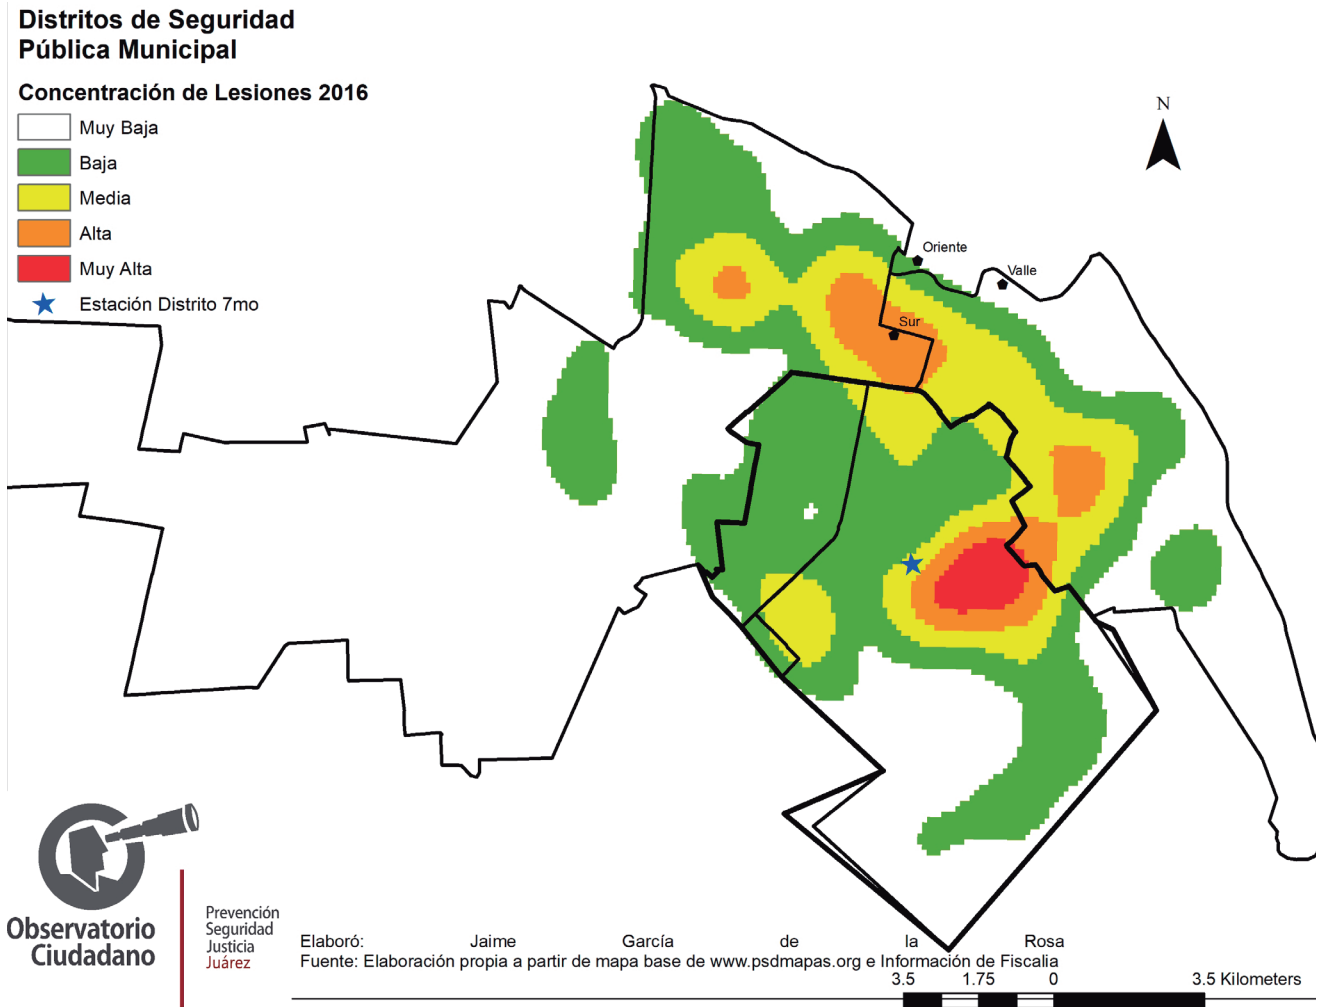 Distritos de Seguridad
Pública Municipal
Concentración de Lesiones 2016
Muy Baja
Baja
Media
Alta
Muy Alta
Estación Distrito 7mo
N
Oriente
Valle
Sur
Observatorio
Ciudadano
Prevención
Seguridad
Justicia
Juárez
Elaboró: Jaime García de la Rosa
Fuente: Elaboración propia a partir de mapa base de www.psdmapas.org e Información de Fiscalia
3.5 1.75 0 3.5 Kilometers